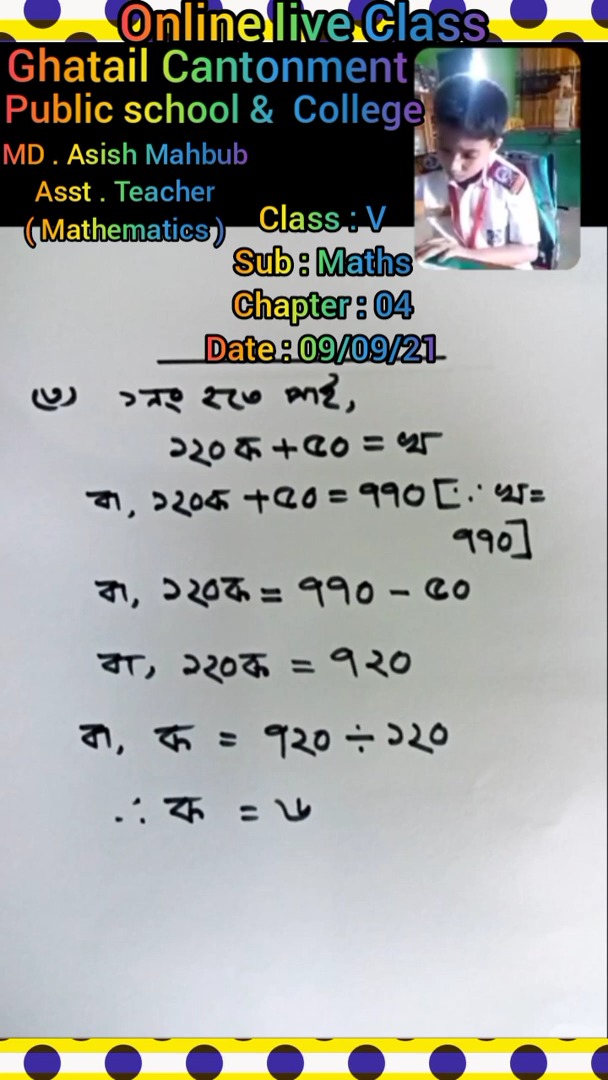 Online live Class
Ghatail Cantonment
Public school & College
MD . Asish Mahbub
Asst . Teacher
( Mathematics )
Class : V
Sub : Maths
Chapter : 04
Date : 09/09/21
(৩) ১নং হতে পাই,
১২০ক + ৫০ = খ
বা, ১২০ক + ৫০ = ৭৭০ [∵ খ =
৭৭০]
বা, ১২০ক = ৭৭০ - ৫০
বা, ১২০ক = ৭২০
বা, ক = ৭২০ ÷ ১২০
∴ ক = ৬